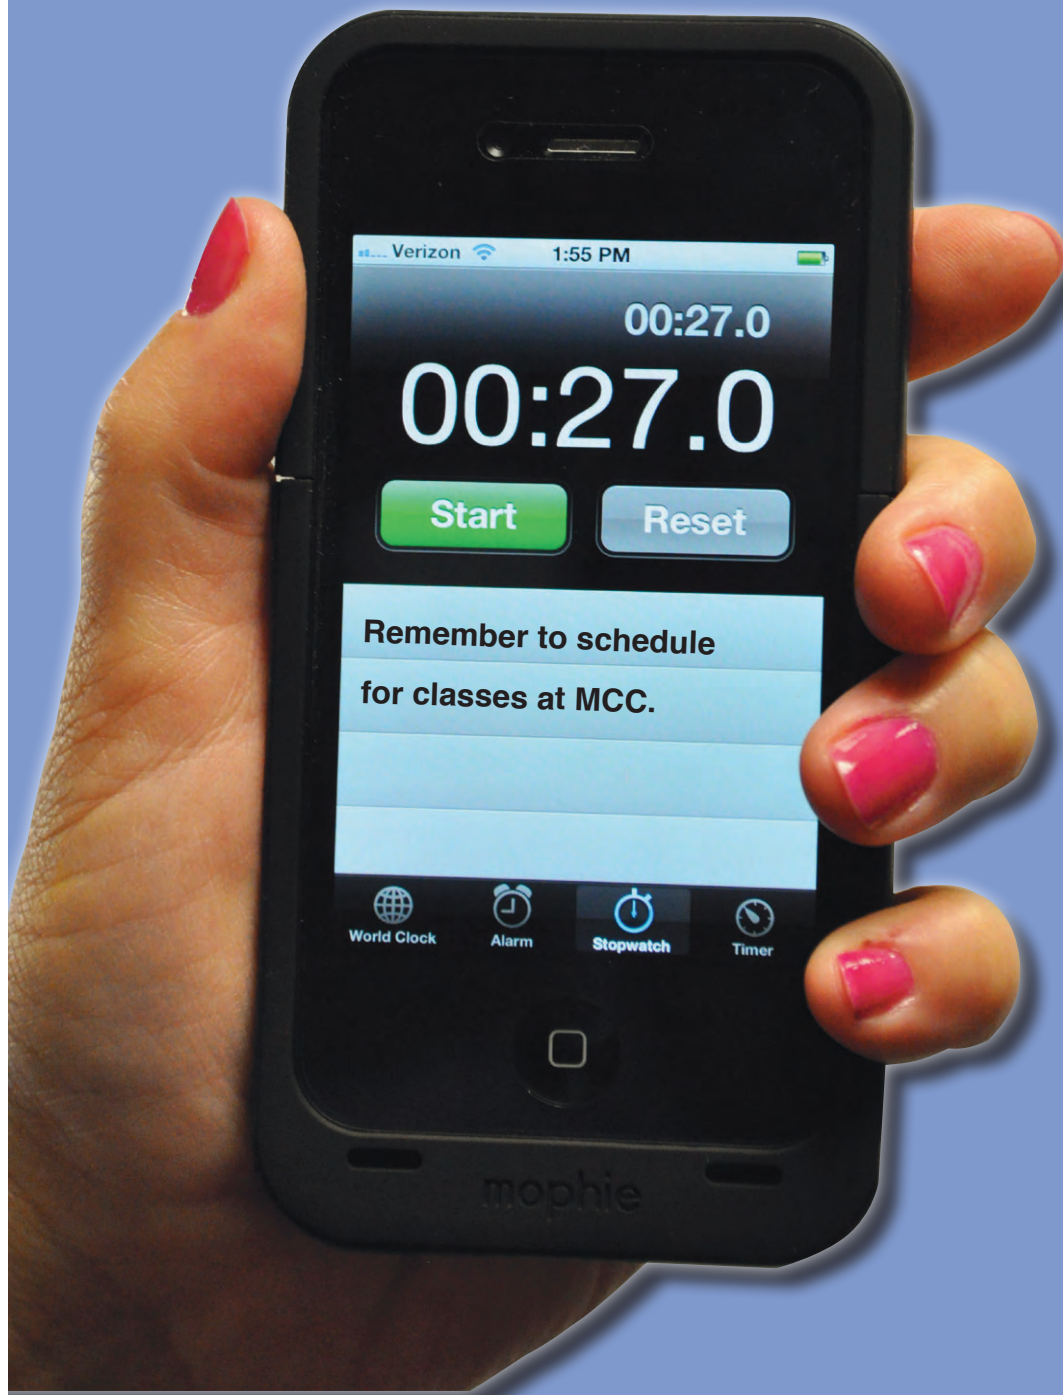 Verizon 1:55 PM
00:27.0
00:27.0
Start Reset
Remember to schedule
for classes at MCC.
World Clock Alarm Stopwatch Timer
mophie